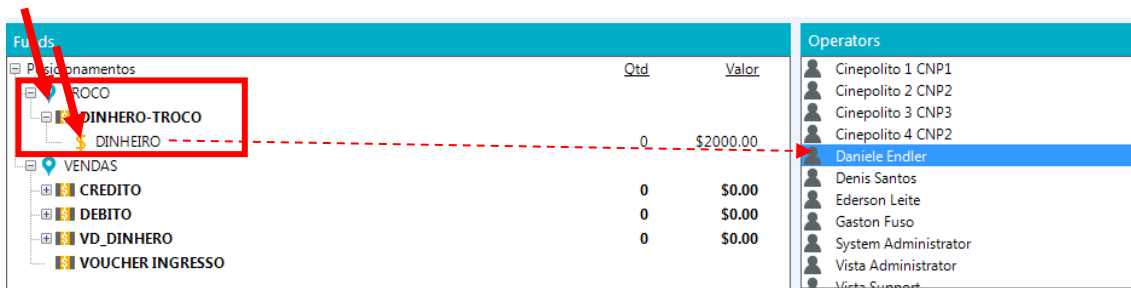 Funds
Posicionamentos Qtd Valor
TROCO
DINHERO-TROCO
DINHEIRO 0 $2000.00
VENDAS
CREDITO 0 $0.00
DEBITO 0 $0.00
VD_DINHERO 0 $0.00
VOUCHER INGRESSO
Operators
Cinepolito 1 CNP1
Cinepolito 2 CNP2
Cinepolito 3 CNP3
Cinepolito 4 CNP2
Daniele Endler
Denis Santos
Ederson Leite
Gaston Fuso
System Administrator
Vista Administrator
Vista Support